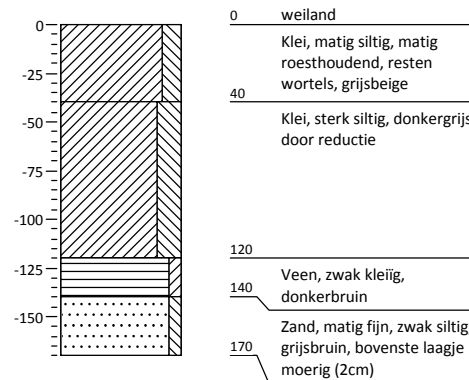 0
-25
-50
-75
-100
-125
-150
0 weiland
Klei, matig siltig, matig
roesthoudend, resten
wortels, grijsbeige
40
Klei, sterk siltig, donkergrijs
door reductie
120
Veen, zwak kleiïg,
donkerbruin
140
Zand, matig fijn, zwak siltig
grijsbruin, bovenste laagje
moerig (2cm)
170